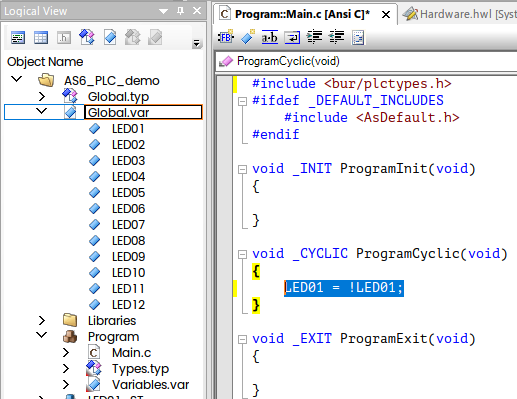 Logical View
Object Name
AS6_PLC_demo
Global.typ
Global.var
LED01
LED02
LED03
LED04
LED05
LED06
LED07
LED08
LED09
LED10
LED11
LED12
Libraries
Program
Main.c
Types.typ
Variables.var
Program::Main.c [Ansi C]*
Hardware.hwl [Syst
ProgramCyclic(void)
#include <bur/plctypes.h>
#ifdef _DEFAULT_INCLUDES
#include <AsDefault.h>
#endif
void _INIT ProgramInit(void)
{
}
void _CYCLIC ProgramCyclic(void)
{
LED01 = !LED01;
}
void _EXIT ProgramExit(void)
{
}